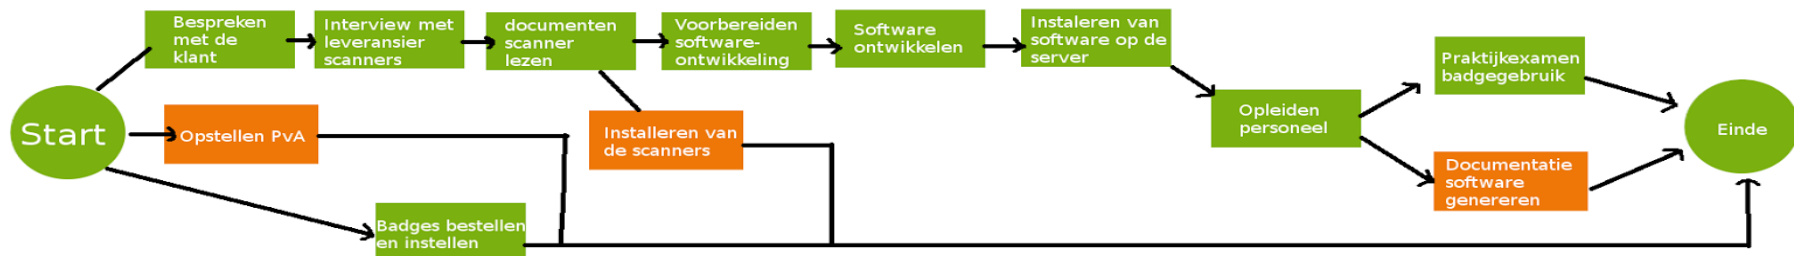 Start
Bespreken
met de
klant
Interview met
leveransier
scanners
documenten
scanner
lezen
Voorbereiden
software-
ontwikkeling
Software
ontwikkelen
Instaleren van
software op de
server
Opstellen PvA
Installeren van
de scanners
Badges bestellen
en instellen
Opleiden
personeel
Praktijkexamen
badgegebruik
Documentatie
software
genereren
Einde